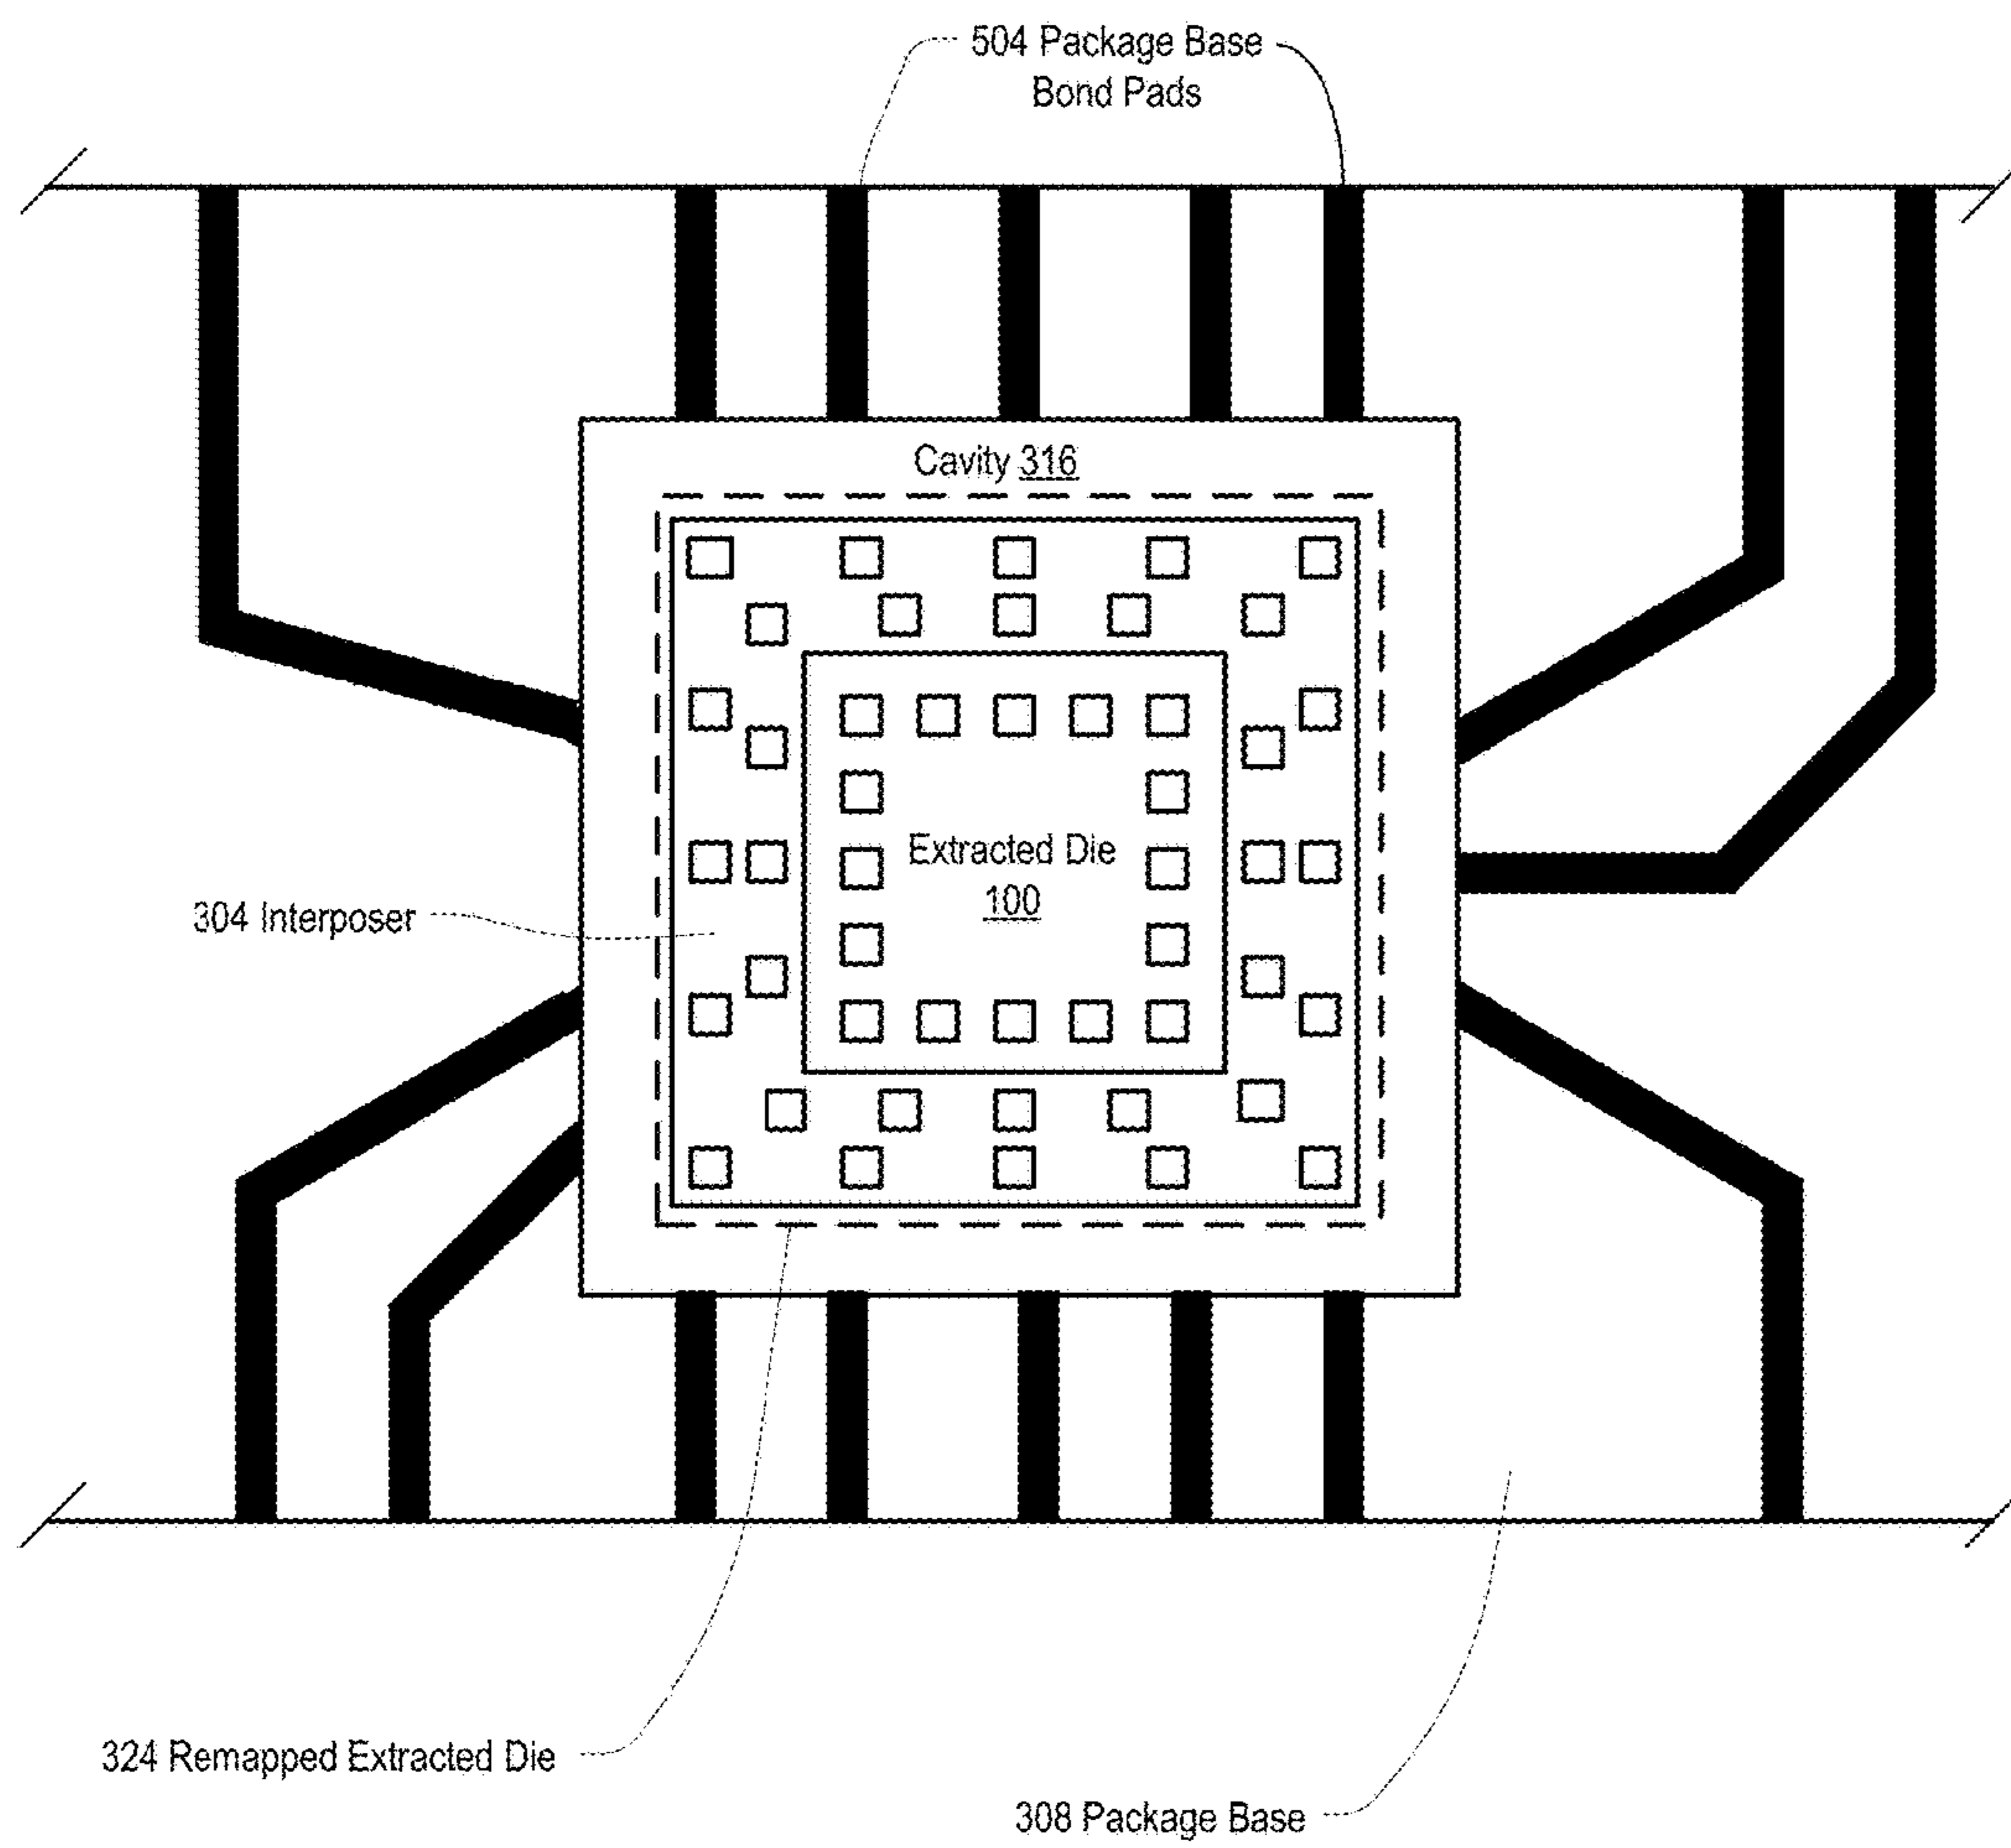 504 Package Base
Bond Pads
Cavity 316
Extracted Die
100
304 Interposer
324 Remapped Extracted Die
308 Package Base